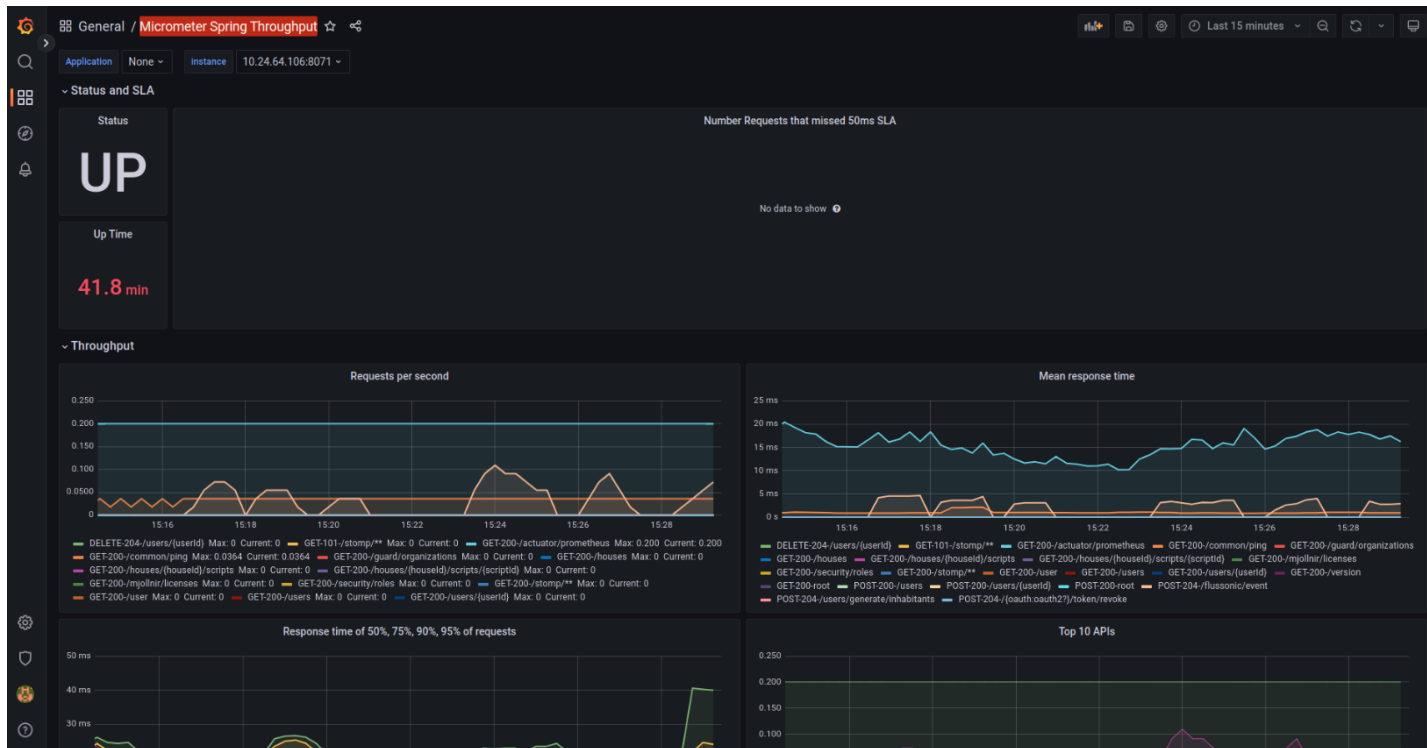 General / Micrometer Spring Throughput
Last 15 minutes
Application None
Instance 10.24.64.106:8071
Status and SLA
Status
UP
Up Time
41.8 min
Number Requests that missed 50ms SLA
No data to show
Throughput
Requests per second
0.250
0.200
0.150
0.100
0.0500
0
15:16 15:18 15:20 15:22 15:24 15:26 15:28
DELETE-204-/users/{userId} Max: 0 Current: 0 GET-101-/stomp/** Max: 0 Current: 0 GET-200-/actuator/prometheus Max: 0.200 Current: 0.200
GET-200-/common/ping Max: 0.0364 Current: 0.0364 GET-200-/guard/organizations Max: 0 Current: 0 GET-200-/houses Max: 0 Current: 0
GET-200-/houses/{houseId}/scripts Max: 0 Current: 0 GET-200-/houses/{houseId}/scripts/{scriptId} Max: 0 Current: 0
GET-200-/mjollnir/licenses Max: 0 Current: 0 GET-200-/security/roles Max: 0 Current: 0 GET-200-/stomp/** Max: 0 Current: 0
GET-200-/user Max: 0 Current: 0 GET-200-/users Max: 0 Current: 0 GET-200-/users/{userId} Max: 0 Current: 0
Mean response time
25 ms
20 ms
15 ms
10 ms
5 ms
0 s
15:16 15:18 15:20 15:22 15:24 15:26 15:28
DELETE-204-/users/{userId} GET-101-/stomp/** GET-200-/actuator/prometheus GET-200-/common/ping GET-200-/guard/organizations
GET-200-/houses GET-200-/houses/{houseId}/scripts GET-200-/houses/{houseId}/scripts/{scriptId} GET-200-/mjollnir/licenses
GET-200-/security/roles GET-200-/stomp/** GET-200-/user GET-200-/users GET-200-/users/{userId} GET-200-/version
GET-200-root POST-200-/users POST-200-/users/{userId} POST-200-root POST-204-/flussonic/event
POST-204-/users/generate/inhabitants POST-204-/{oauth:oauth2?}/token/revoke
Response time of 50%, 75%, 90%, 95% of requests
50 ms
40 ms
30 ms
Top 10 APIs
0.250
0.200
0.150
0.100